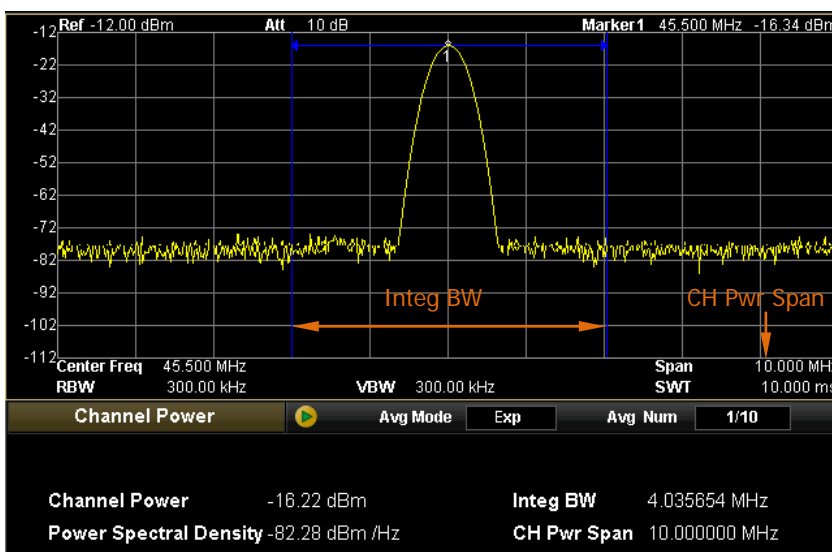 Ref -12.00 dBm Att 10 dB Marker1 45.500 MHz -16.34 dBm
-12
1
-22
-32
-42
-52
-62
-72
-82
-92
Integ BW CH Pwr Span
-102
-112
Center Freq 45.500 MHz Span 10.000 MHz
RBW 300.00 kHz VBW 300.00 kHz SWT 10.000 ms
Channel Power Avg Mode Exp Avg Num 1/10
Channel Power -16.22 dBm Integ BW 4.035654 MHz
Power Spectral Density -82.28 dBm /Hz CH Pwr Span 10.000000 MHz